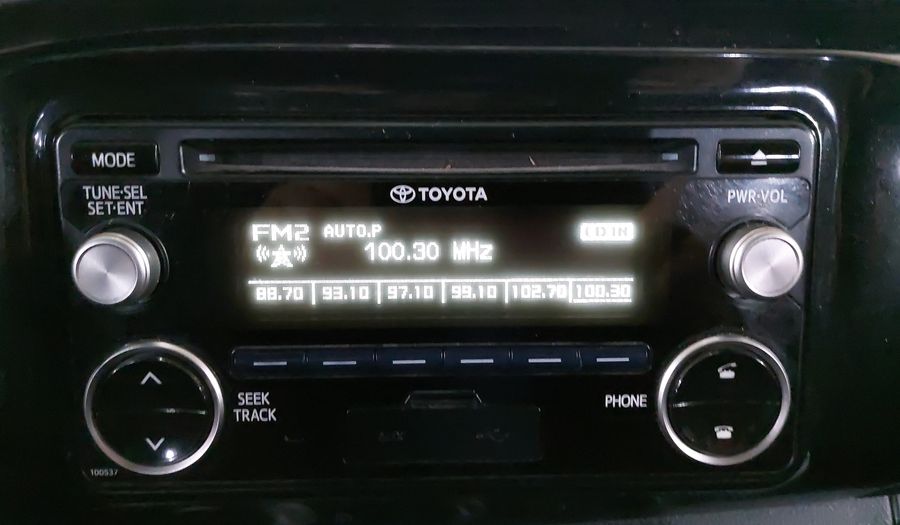 MODE
TOYOTA
TUNE·SEL
SET·ENT
PWR·VOL
FM2 AUTO.P CD IN
100.30 MHz
88.70 93.10 97.10 99.10 102.70 100.30
SEEK
TRACK
PHONE
100537